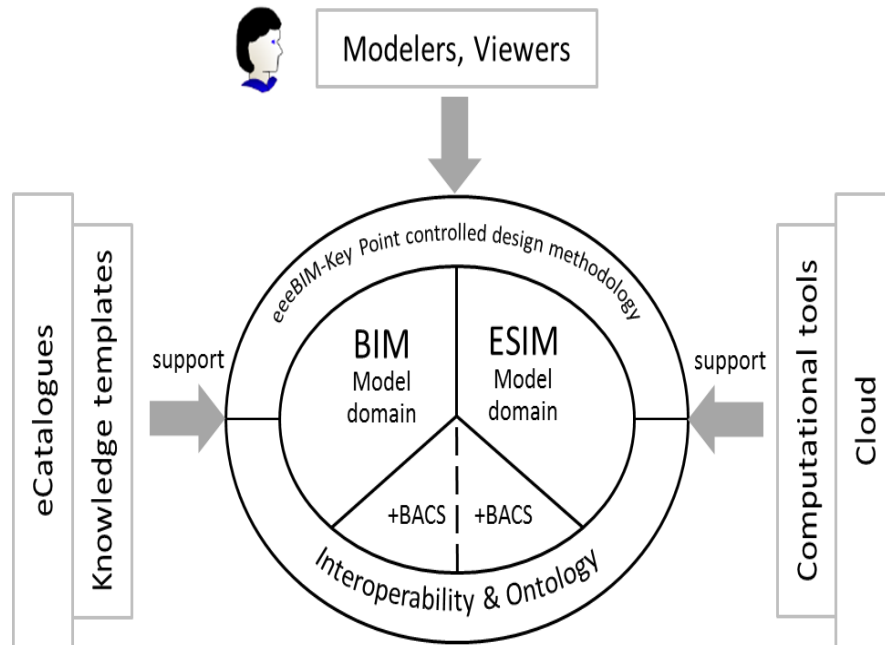 Modelers, Viewers
eeeBIM-Key Point controlled design methodology
eCatalogues
Knowledge templates
support
BIM
Model
domain
ESIM
Model
domain
support
Computational tools
Cloud
+BACS
+BACS
Interoperability & Ontology